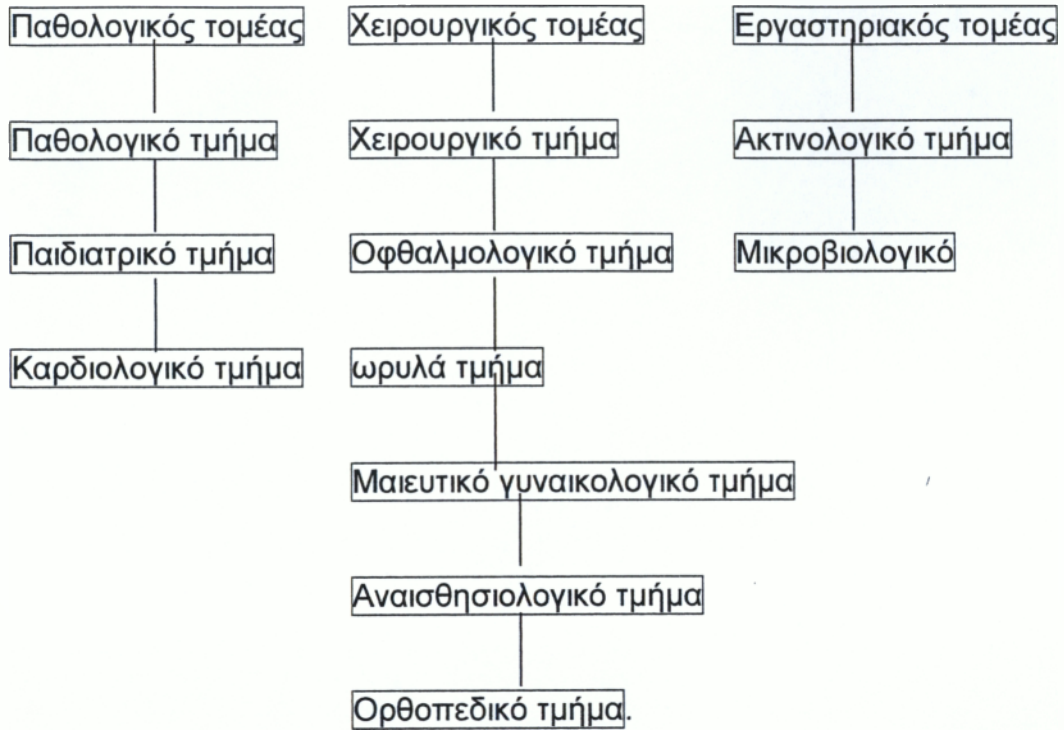 Παθολογικός τομέας
Παθολογικό τμήμα
Παιδιατρικό τμήμα
Καρδιολογικό τμήμα
Χειρουργικός τομέας
Χειρουργικό τμήμα
Οφθαλμολογικό τμήμα
ωρυλά τμήμα
Μαιευτικό γυναικολογικό τμήμα
Αναισθησιολογικό τμήμα
Ορθοπεδικό τμήμα.
Εργαστηριακός τομέας
Ακτινολογικό τμήμα
Μικροβιολογικό